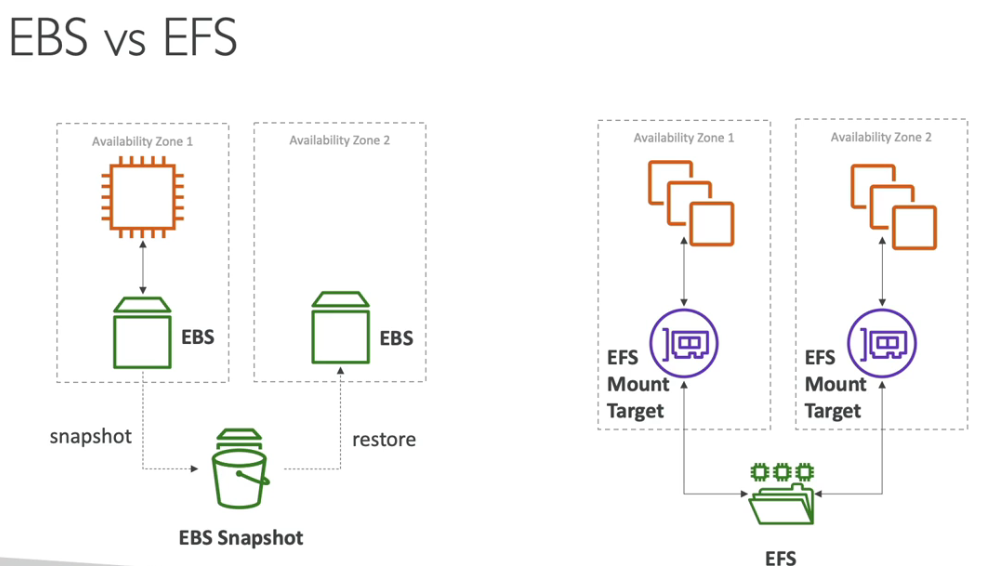 EBS vs EFS
Availability Zone 1
Availability Zone 2
EBS
EBS
snapshot
restore
EBS Snapshot
Availability Zone 1
Availability Zone 2
EFS
Mount
Target
EFS
Mount
Target
EFS